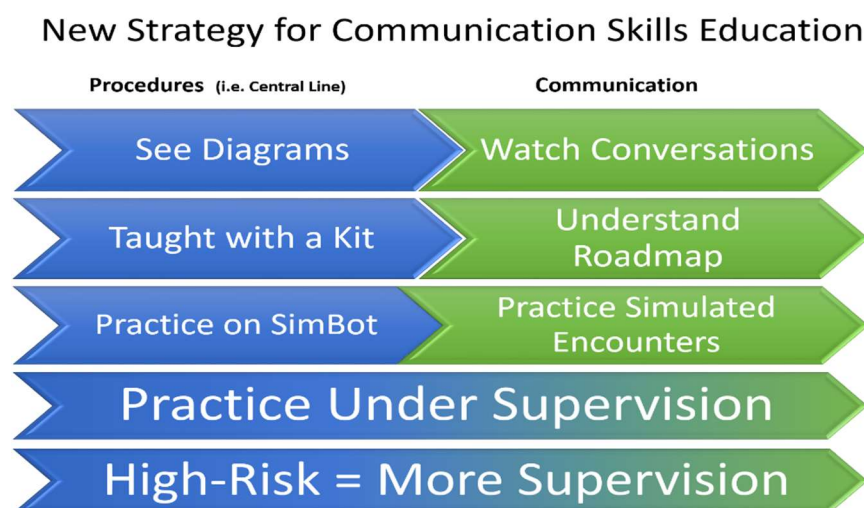 New Strategy for Communication Skills Education
Procedures (i.e. Central Line)
Communication
See Diagrams
Watch Conversations
Taught with a Kit
Understand
Roadmap
Practice on SimBot
Practice Simulated
Encounters
Practice Under Supervision
High-Risk = More Supervision